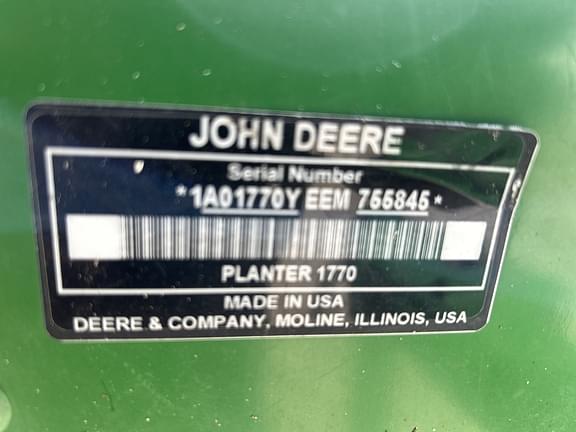 JOHN DEERE
Serial Number
*1A01770Y EEM 755845*
PLANTER 1770
MADE IN USA
DEERE & COMPANY, MOLINE, ILLINOIS, USA